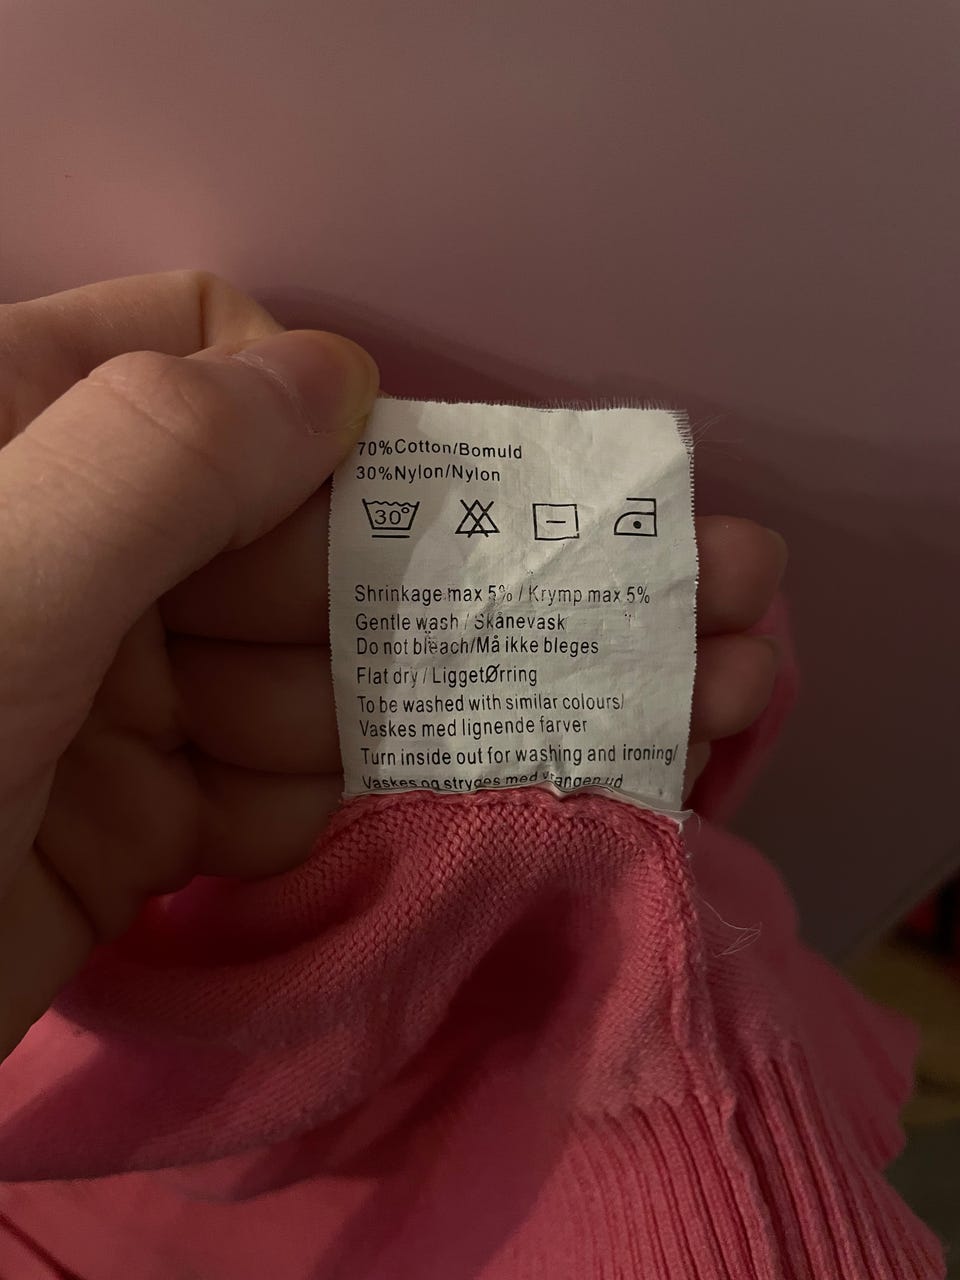 70%Cotton/Bomuld
30%Nylon/Nylon
30°
Shrinkage max 5% / Krymp max 5%
Gentle wash / Skånevask
Do not bleach/Må ikke bleges
Flat dry / LiggetØrring
To be washed with similar colours/
Vaskes med lignende farver
Turn inside out for washing and ironing/
Vaskes og stryges med vrangen ud